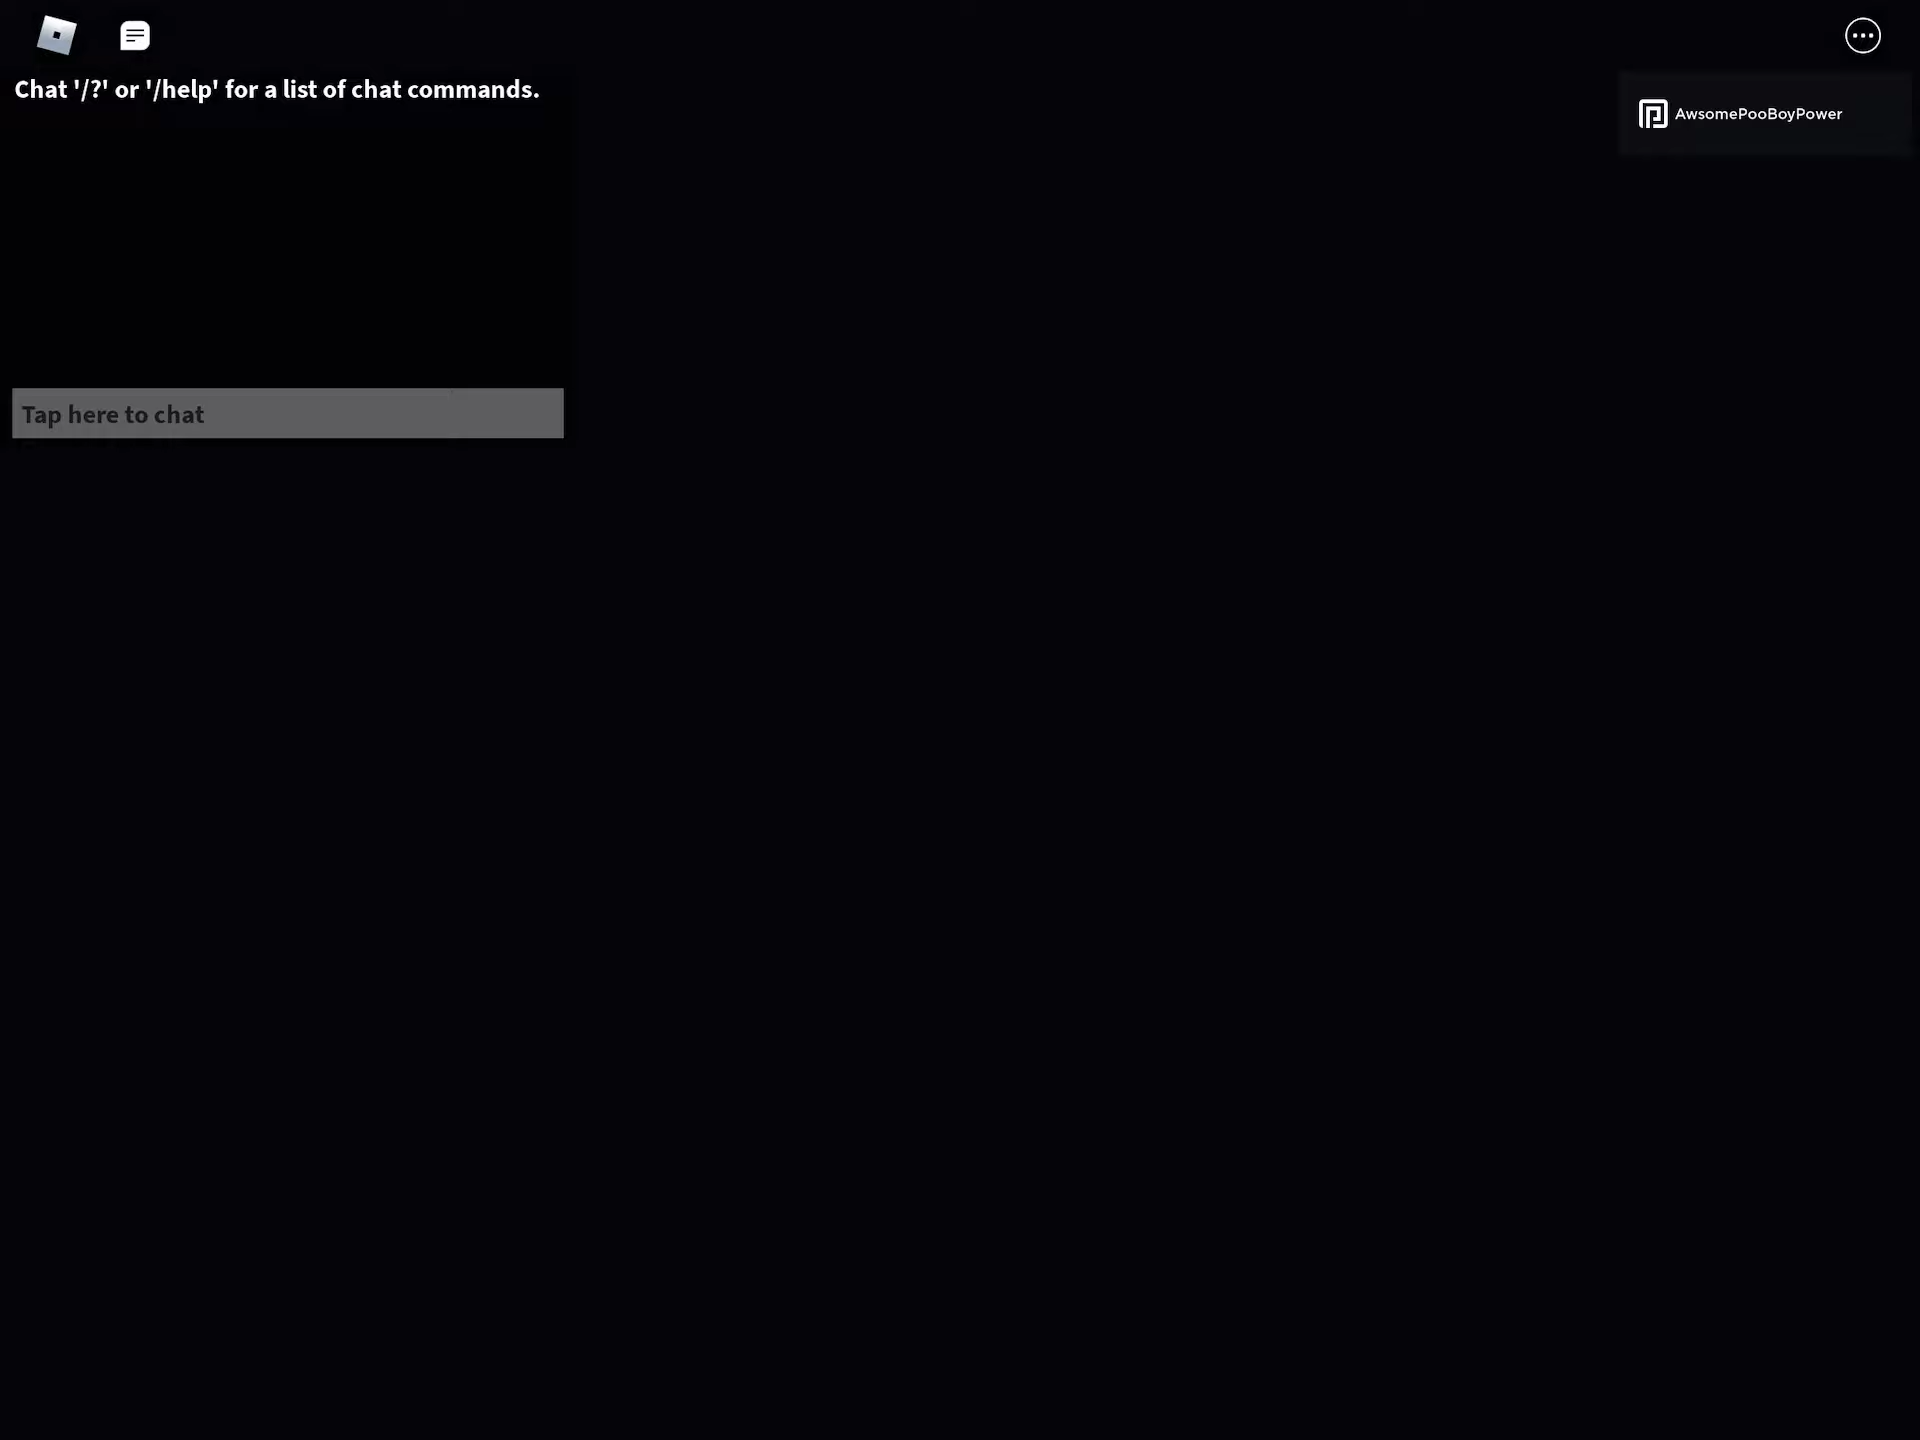 Chat '/?' or '/help' for a list of chat commands.
AwsomePooBoyPower
Tap here to chat